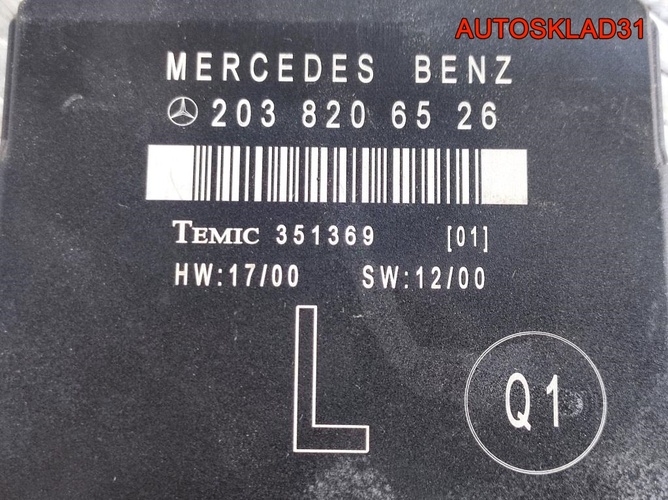 AUTOSKLAD31
MERCEDES BENZ
203 820 65 26
TEMIC 351369 [01]
HW:17/00 SW:12/00
L
Q1